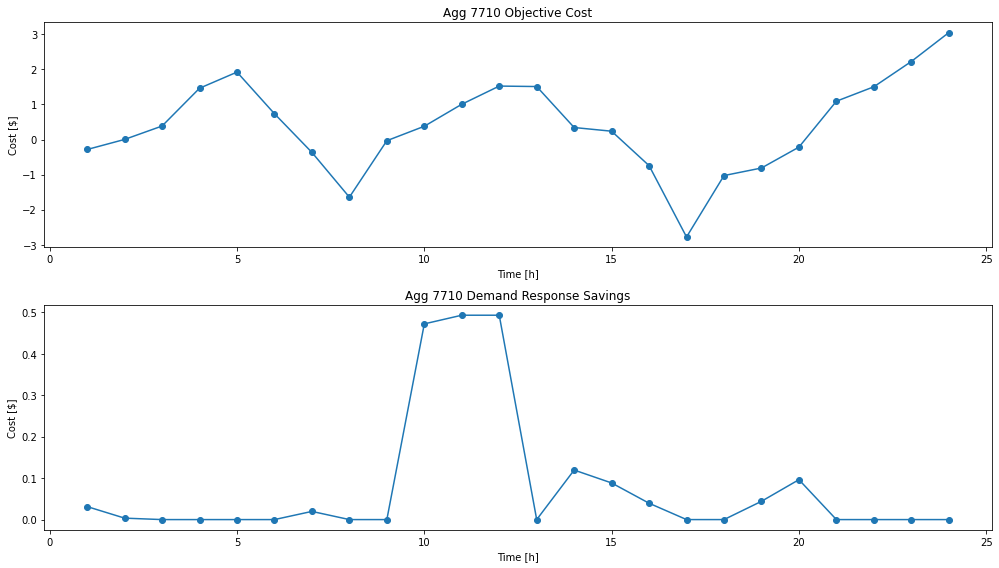 Agg 7710 Objective Cost
3
2
1
0
−1
−2
−3
Cost [$]
0 5 10 15 20 25
Time [h]
Agg 7710 Demand Response Savings
0.5
0.4
0.3
0.2
0.1
0.0
Cost [$]
0 5 10 15 20 25
Time [h]